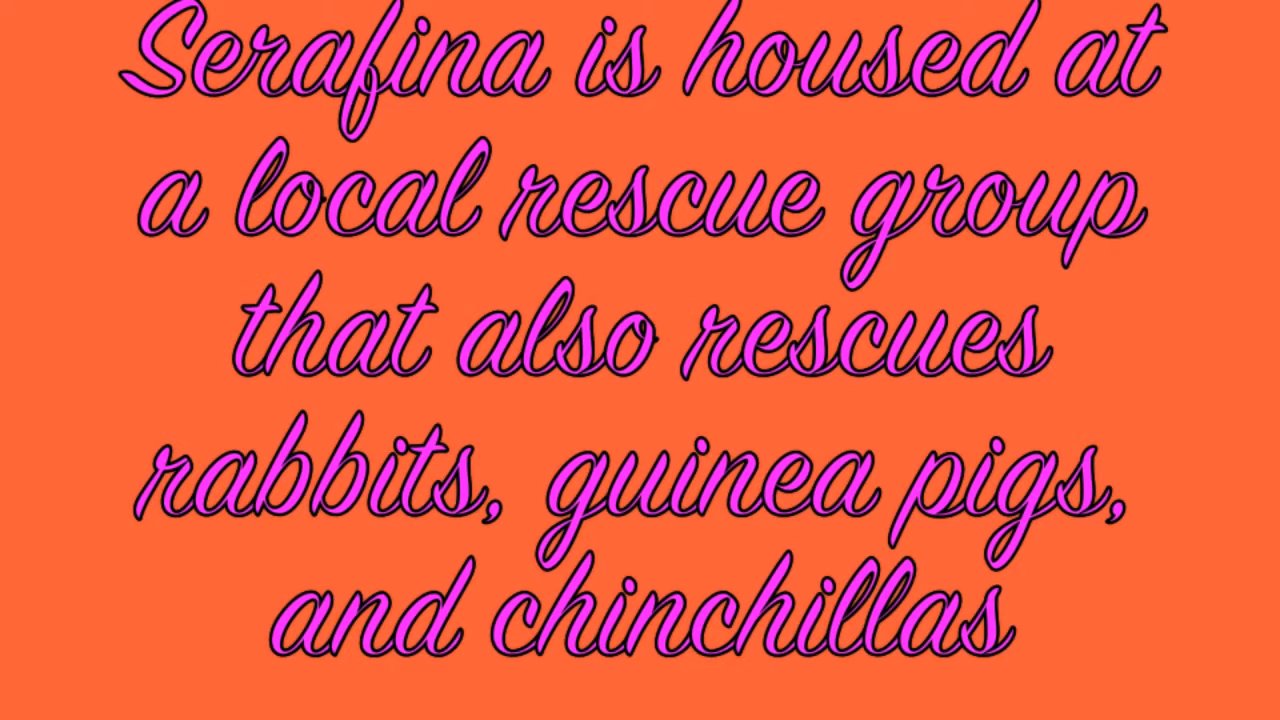 Serafina is housed at
a local rescue group
that also rescues
rabbits, guinea pigs,
and chinchillas